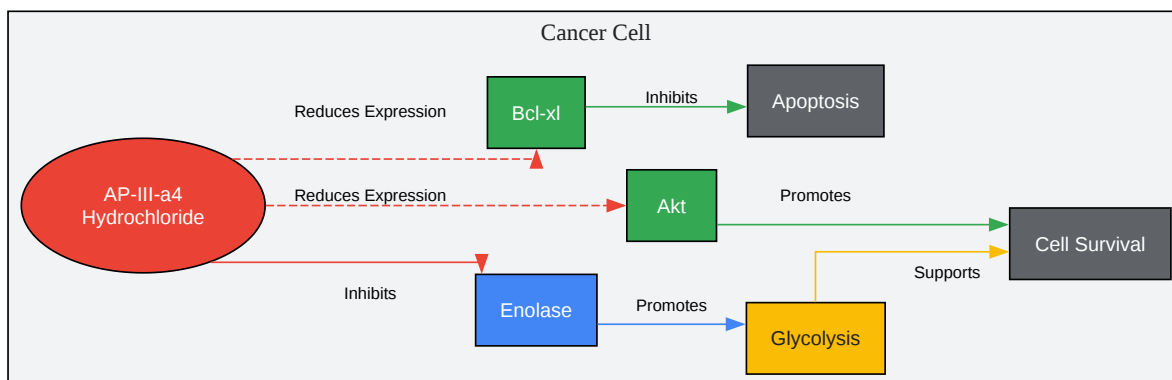 Cancer Cell
Reduces Expression
Bcl-xl
Inhibits
Apoptosis
AP-III-a4
Hydrochloride
Reduces Expression
Akt
Promotes
Cell Survival
Inhibits
Enolase
Promotes
Glycolysis
Supports